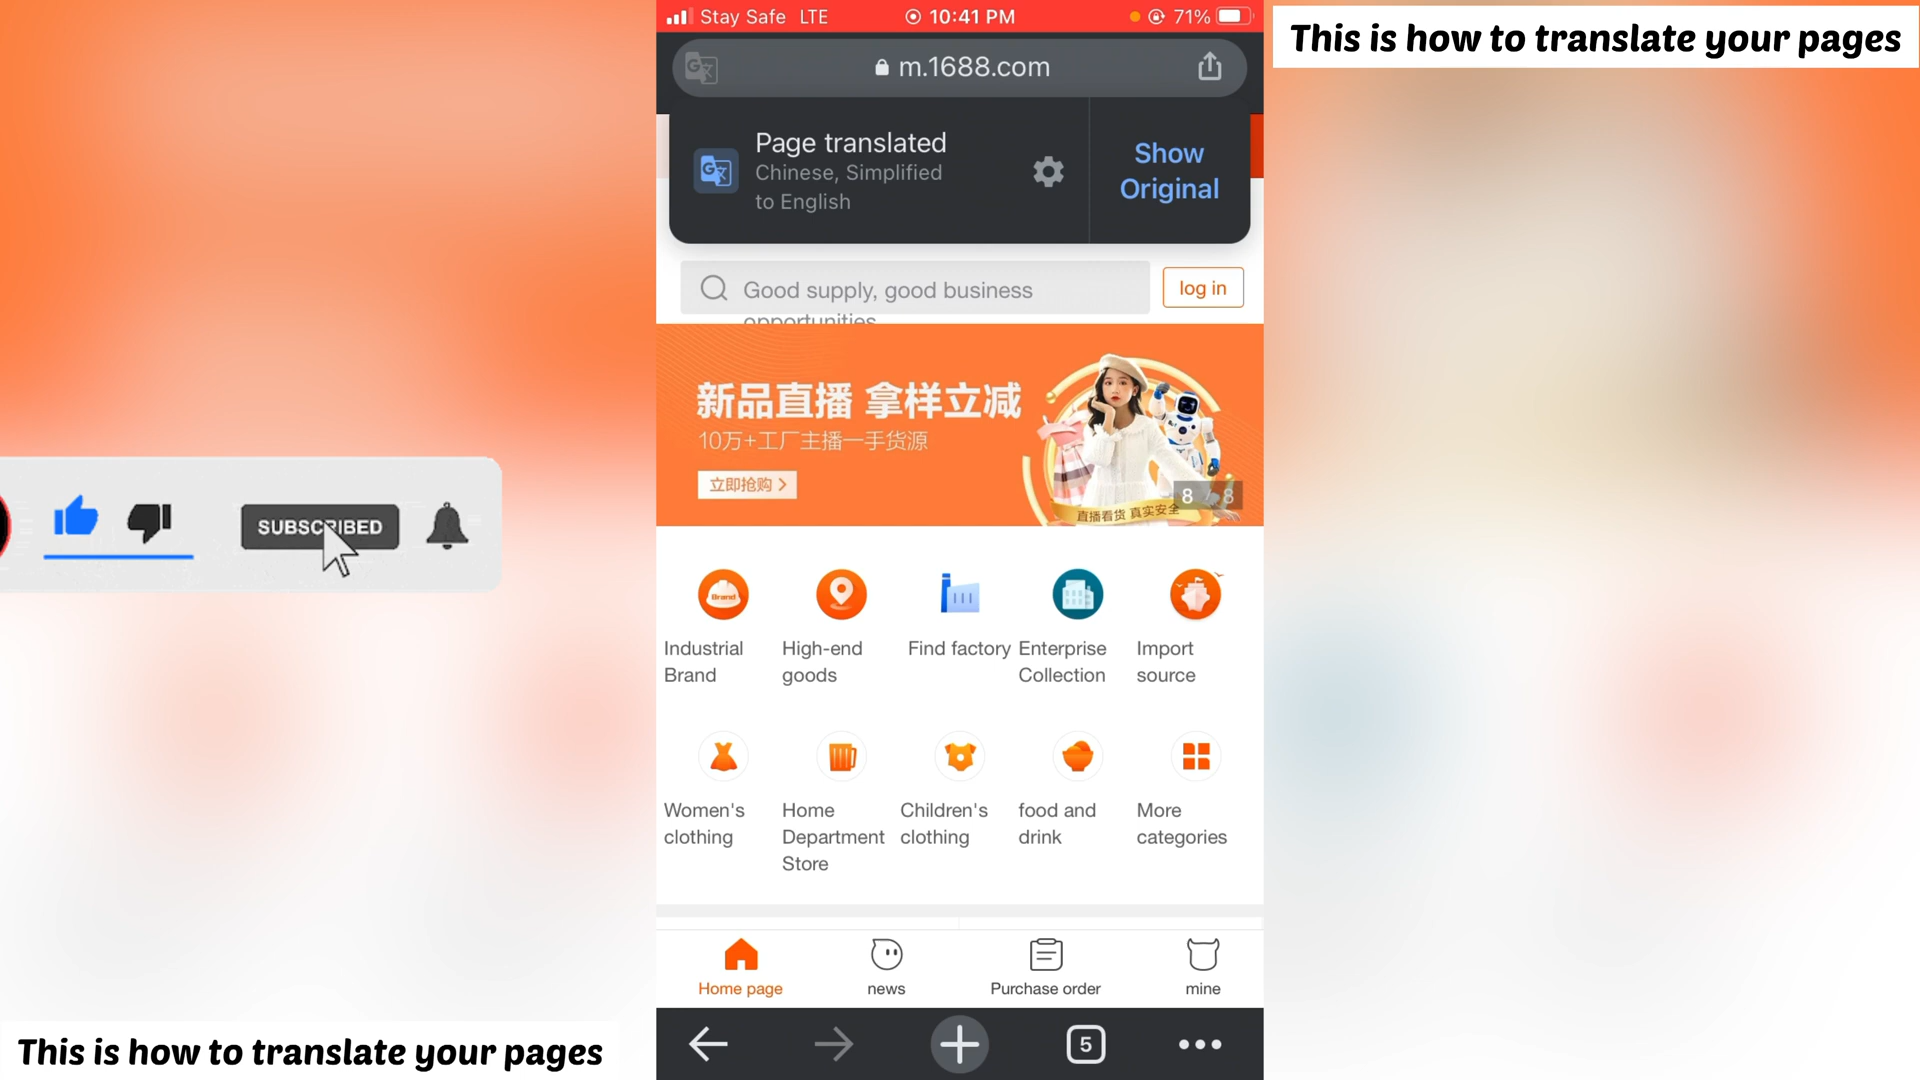 Stay Safe LTE 10:41 PM 71%
This is how to translate your pages
m.1688.com
Page translated
Chinese, Simplified
to English
Show
Original
Good supply, good business
opportunities
log in
新品直播 拿样立减
10万+工厂主播一手货源
立即抢购 >
直播看货 真实安全
8 / 8
SUBSCRIBED
Brand
Industrial
Brand
High-end
goods
Find factory
Enterprise
Collection
Import
source
Women's
clothing
Home
Department
Store
Children's
clothing
food and
drink
More
categories
Home page
news
Purchase order
mine
5
This is how to translate your pages